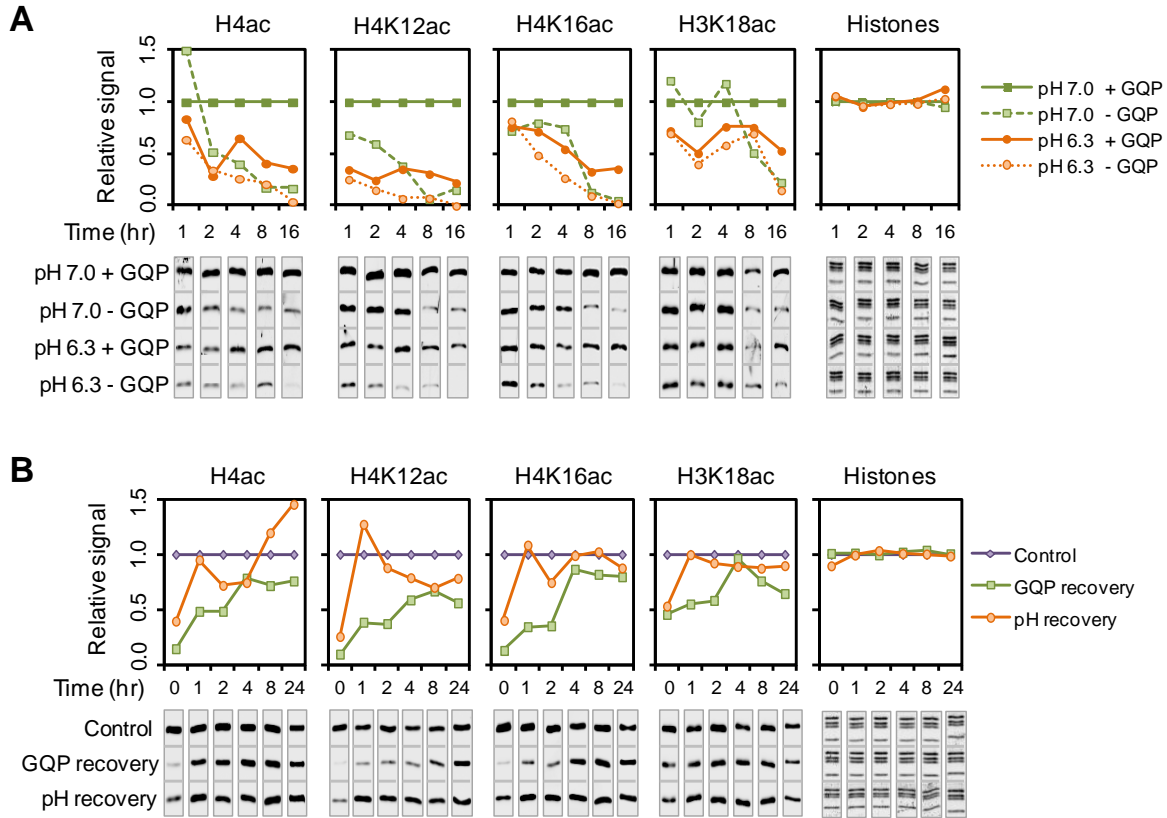 A
H4ac H4K12ac H4K16ac H3K18ac Histones
Relative signal
1.5
1.0
0.5
0.0
pH 7.0 + GQP
pH 7.0 - GQP
pH 6.3 + GQP
pH 6.3 - GQP
Time (hr) 1 2 4 8 16 1 2 4 8 16 1 2 4 8 16 1 2 4 8 16 1 2 4 8 16
pH 7.0 + GQP
pH 7.0 - GQP
pH 6.3 + GQP
pH 6.3 - GQP
B
H4ac H4K12ac H4K16ac H3K18ac Histones
Relative signal
1.5
1.0
0.5
0.0
Control
GQP recovery
pH recovery
Time (hr) 0 1 2 4 8 24 0 1 2 4 8 24 0 1 2 4 8 24 0 1 2 4 8 24 0 1 2 4 8 24
Control
GQP recovery
pH recovery